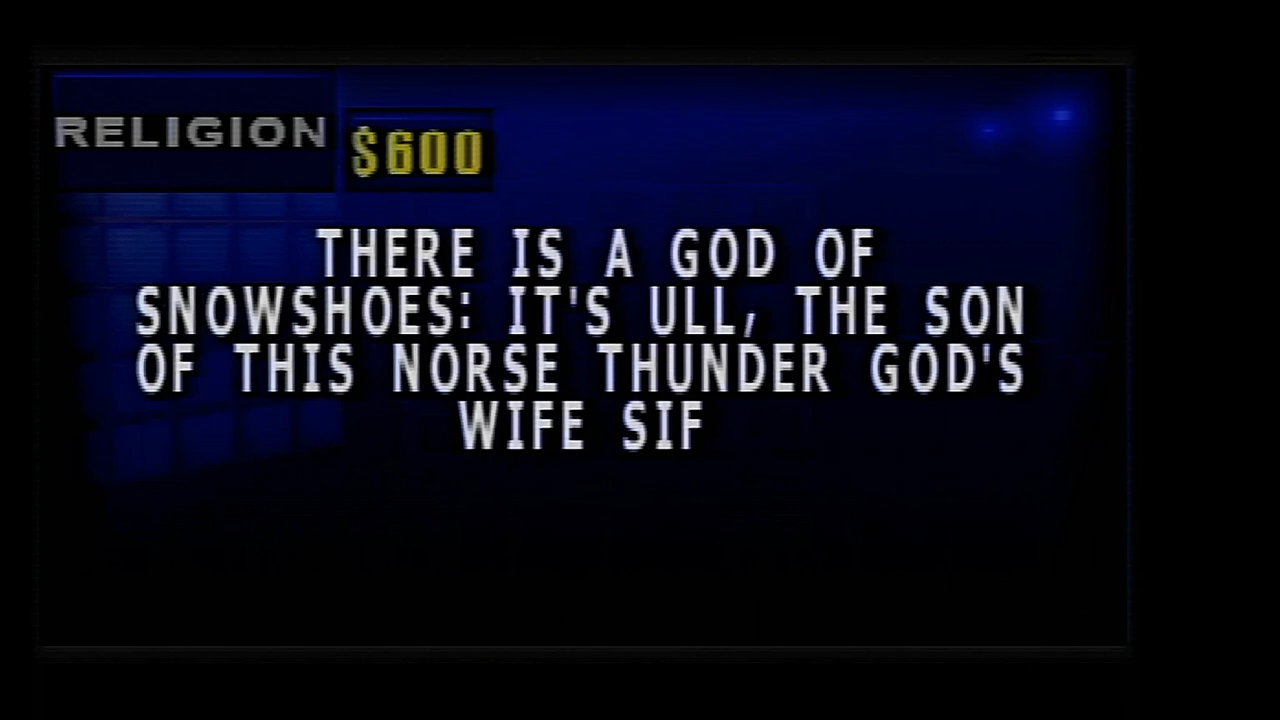 RELIGION
$600
THERE IS A GOD OF
SNOWSHOES: IT'S ULL, THE SON
OF THIS NORSE THUNDER GOD'S
WIFE SIF